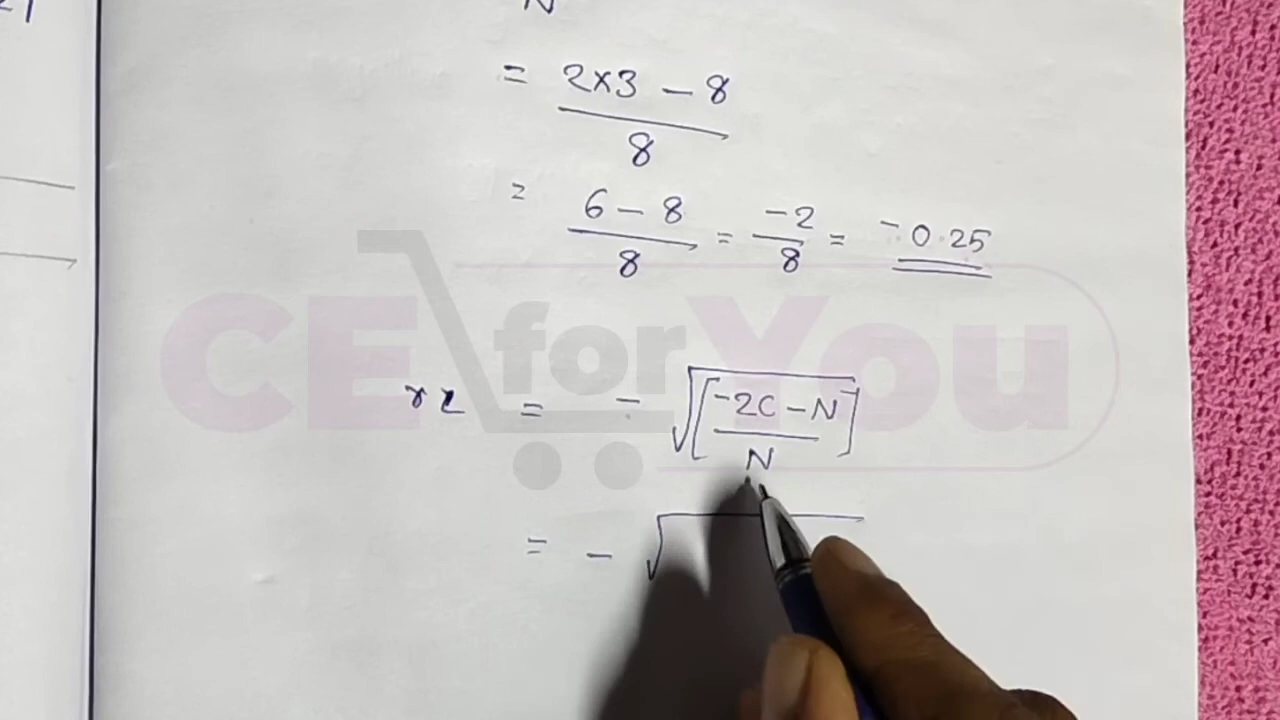 N
= 2×3 – 8
8
= 6 – 8 = –2 = –0.25
8 8
CE for You
r₂ = – √[–2C – N]
N
= – √